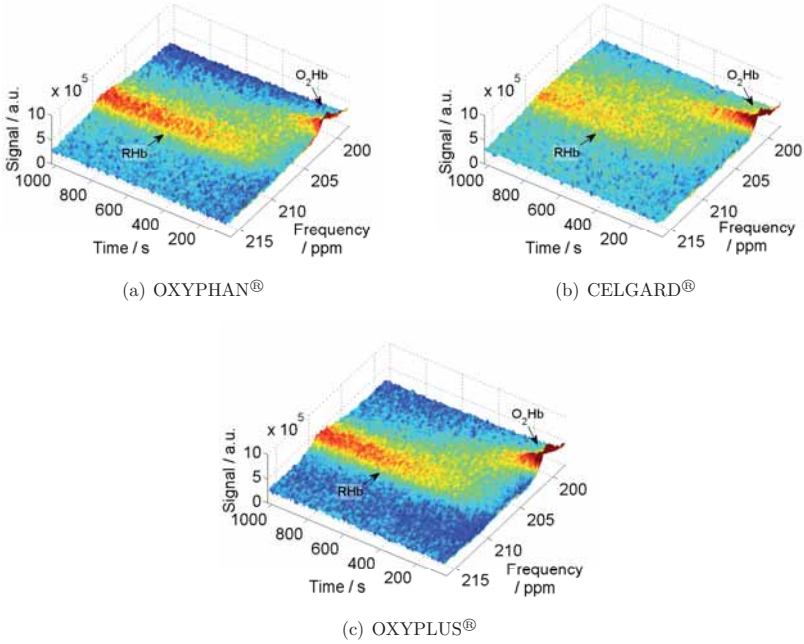 O2Hb
x 10^5
Signal / a.u.
10
5
0
RHb
1000
800
600
400
200
Time / s
200
205
210
215
Frequency
/ ppm
(a) OXYPHAN®
O2Hb
x 10^5
Signal / a.u.
10
5
0
RHb
1000
800
600
400
200
Time / s
200
205
210
215
Frequency
/ ppm
(b) CELGARD®
O2Hb
x 10^5
Signal / a.u.
10
5
0
RHb
1000
800
600
400
200
Time / s
200
205
210
215
Frequency
/ ppm
(c) OXYPLUS®